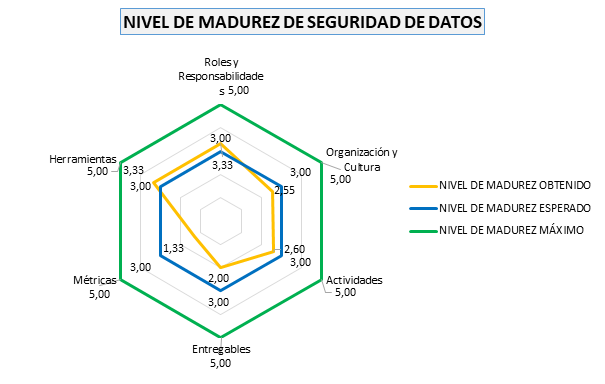 NIVEL DE MADUREZ DE SEGURIDAD DE DATOS
Roles y
Responsabilidade
s 5,00
3,00
3,33
Organización y
Cultura
5,00
3,00
2,55
Herramientas
5,00
3,33
3,00
NIVEL DE MADUREZ OBTENIDO
NIVEL DE MADUREZ ESPERADO
NIVEL DE MADUREZ MÁXIMO
1,33
3,00
Métricas
5,00
2,60
3,00
Actividades
5,00
2,00
3,00
Entregables
5,00